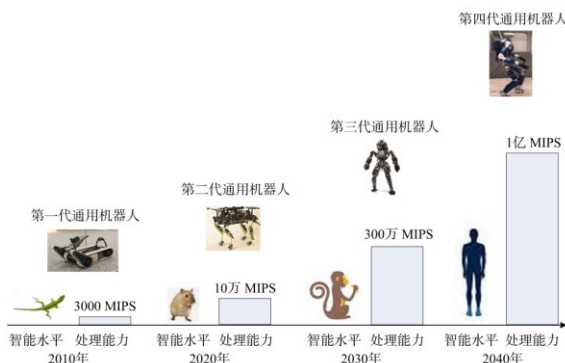 第四代通用机器人
1亿 MIPS
第三代通用机器人
300万 MIPS
第二代通用机器人
10万 MIPS
第一代通用机器人
3000 MIPS
智能水平 处理能力 智能水平 处理能力 智能水平 处理能力 智能水平 处理能力
2010年 2020年 2030年 2040年